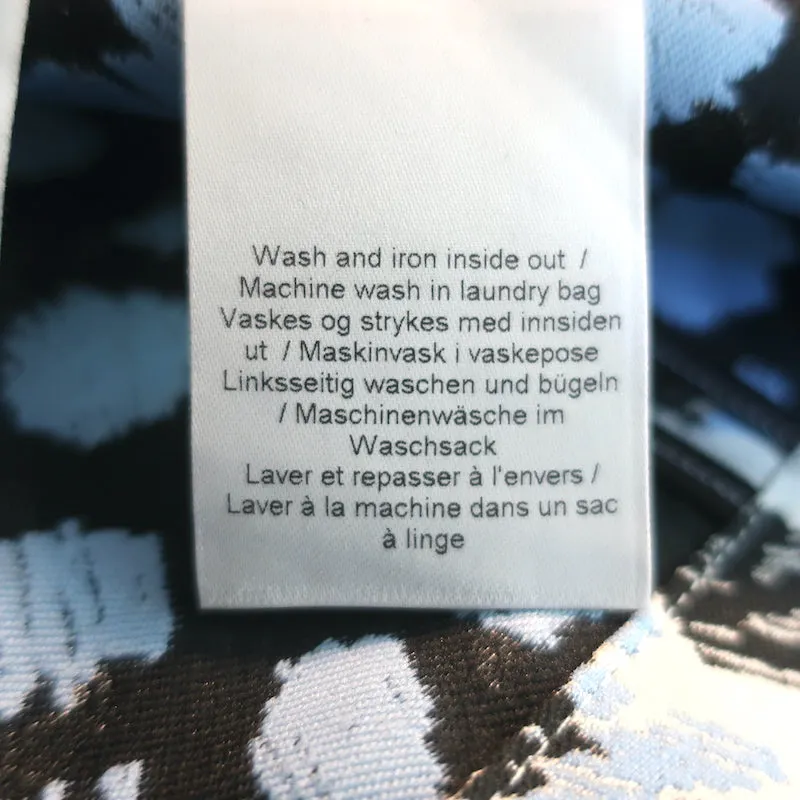 Wash and iron inside out /
Machine wash in laundry bag
Vaskes og strykes med innsiden
ut / Maskinvask i vaskepose
Linksseitig waschen und bügeln
/ Maschinenwäsche im
Waschsack
Laver et repasser à l'envers /
Laver à la machine dans un sac
à linge